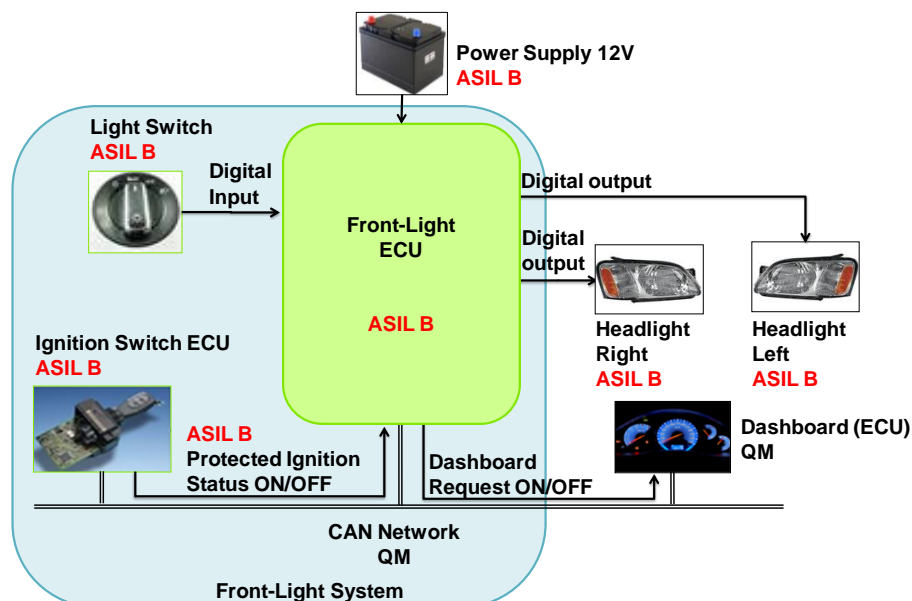 Power Supply 12V
ASIL B
Light Switch
ASIL B
Digital
Input
Digital output
Front-Light
ECU
Digital
output
ASIL B
Headlight
Right
ASIL B
Headlight
Left
ASIL B
Ignition Switch ECU
ASIL B
ASIL B
Protected Ignition
Status ON/OFF
Dashboard
Request ON/OFF
Dashboard (ECU)
QM
CAN Network
QM
Front-Light System